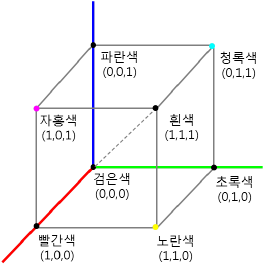 파란색
(0,0,1)
청록색
(0,1,1)
자홍색
(1,0,1)
흰색
(1,1,1)
검은색
(0,0,0)
초록색
(0,1,0)
빨간색
(1,0,0)
노란색
(1,1,0)